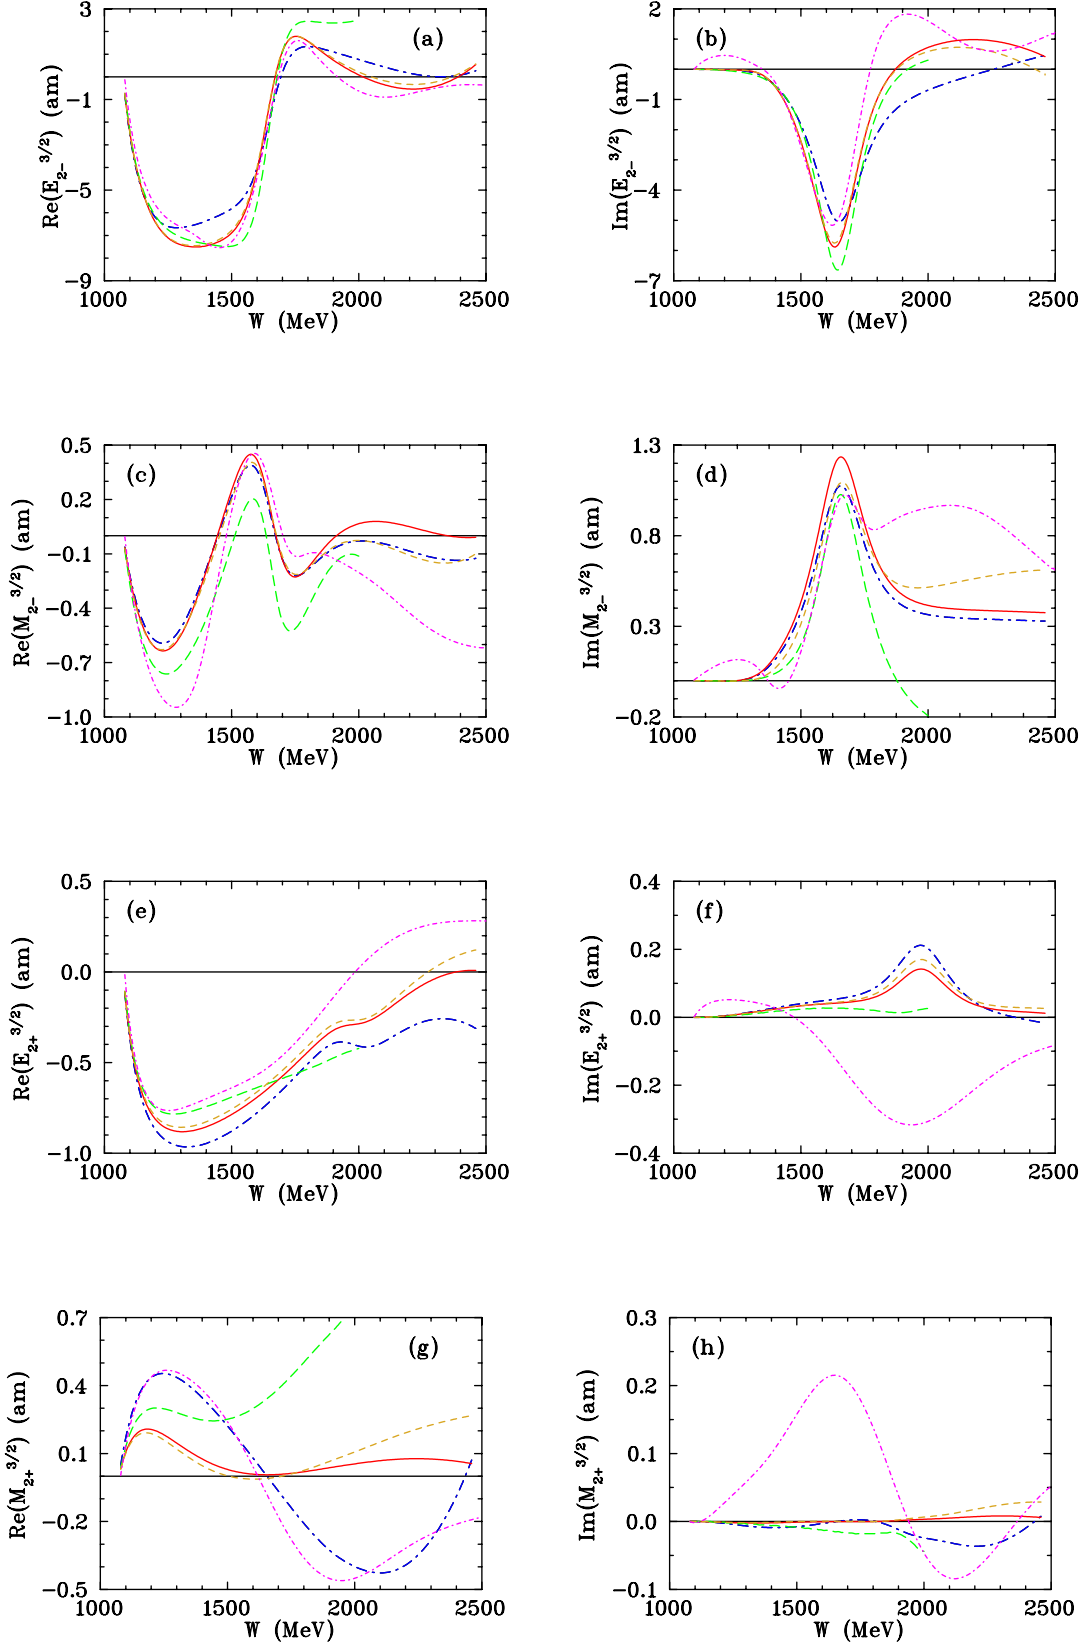 3
−1
−5
−9
Re(E₂₋³/²) (am)
(a)
1000 1500 2000 2500
W (MeV)
2
−1
−4
−7
Im(E₂₋³/²) (am)
(b)
1000 1500 2000 2500
W (MeV)
0.5
0.2
−0.1
−0.4
−0.7
−1.0
Re(M₂₋³/²) (am)
(c)
1000 1500 2000 2500
W (MeV)
1.3
0.8
0.3
−0.2
Im(M₂₋³/²) (am)
(d)
1000 1500 2000 2500
W (MeV)
0.5
0.0
−0.5
−1.0
Re(E₂₊³/²) (am)
(e)
1000 1500 2000 2500
W (MeV)
0.4
0.2
0.0
−0.2
−0.4
Im(E₂₊³/²) (am)
(f)
1000 1500 2000 2500
W (MeV)
0.7
0.4
0.1
−0.2
−0.5
Re(M₂₊³/²) (am)
(g)
1000 1500 2000 2500
W (MeV)
0.3
0.2
0.1
0.0
−0.1
Im(M₂₊³/²) (am)
(h)
1000 1500 2000 2500
W (MeV)